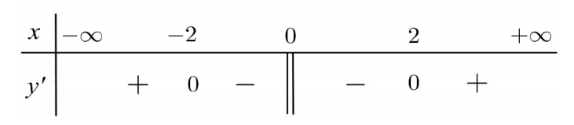 x −∞ −2 0 2 +∞
y′ + 0 − − 0 +